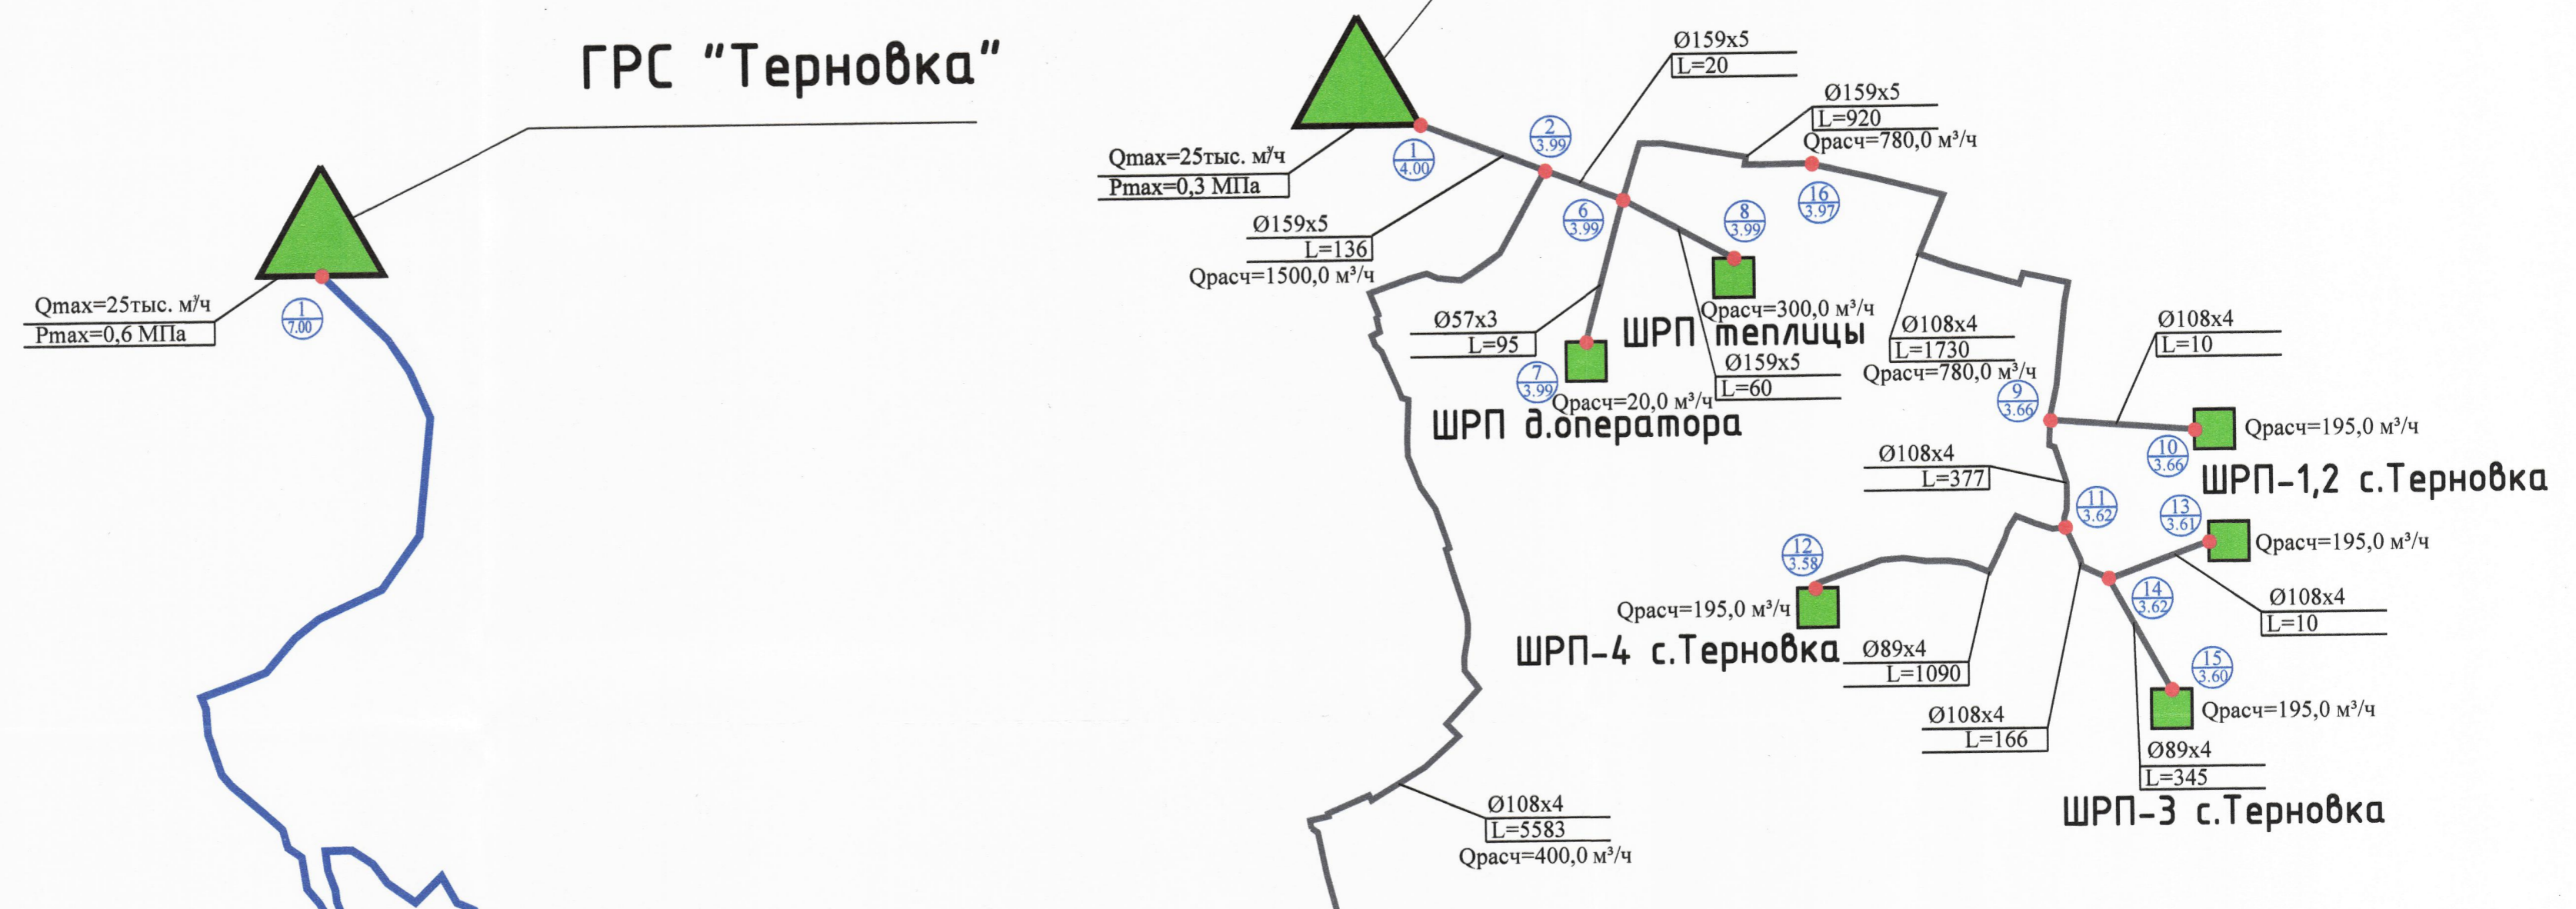 ГРС "Терновка"
Qmax=25тыс. м³/ч
Pmax=0,6 МПа
1
7.00
Qmax=25тыс. м³/ч
Pmax=0,3 МПа
1
4.00
2
3.99
Ø159x5
L=20
Ø159x5
L=136
Qрасч=1500,0 м³/ч
Ø159x5
L=920
Qрасч=780,0 м³/ч
16
3.97
6
3.99
8
3.99
Qрасч=300,0 м³/ч
ШРП теплицы
Ø159x5
L=60
Ø57x3
L=95
7
3.99
Qрасч=20,0 м³/ч
ШРП д.оператора
Ø108x4
L=1730
Qрасч=780,0 м³/ч
9
3.66
Ø108x4
L=10
10
3.66
Qрасч=195,0 м³/ч
ШРП-1,2 с.Терновка
Ø108x4
L=377
11
3.62
13
3.61
Qрасч=195,0 м³/ч
12
3.58
Qрасч=195,0 м³/ч
ШРП-4 с.Терновка
Ø89x4
L=1090
14
3.62
Ø108x4
L=10
15
3.60
Qрасч=195,0 м³/ч
Ø108x4
L=166
Ø89x4
L=345
ШРП-3 с.Терновка
Ø108x4
L=5583
Qрасч=400,0 м³/ч